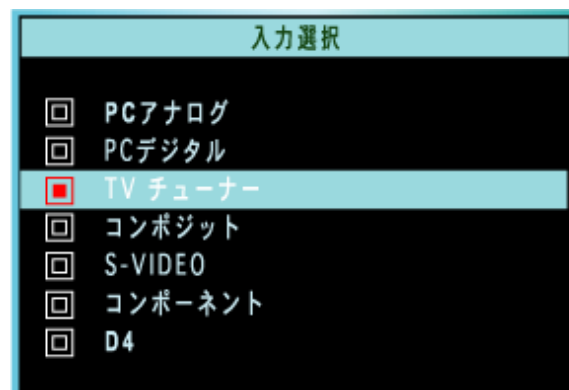 入力選択
PCアナログ
PCデジタル
TV チューナー
コンポジット
S-VIDEO
コンポーネント
D4